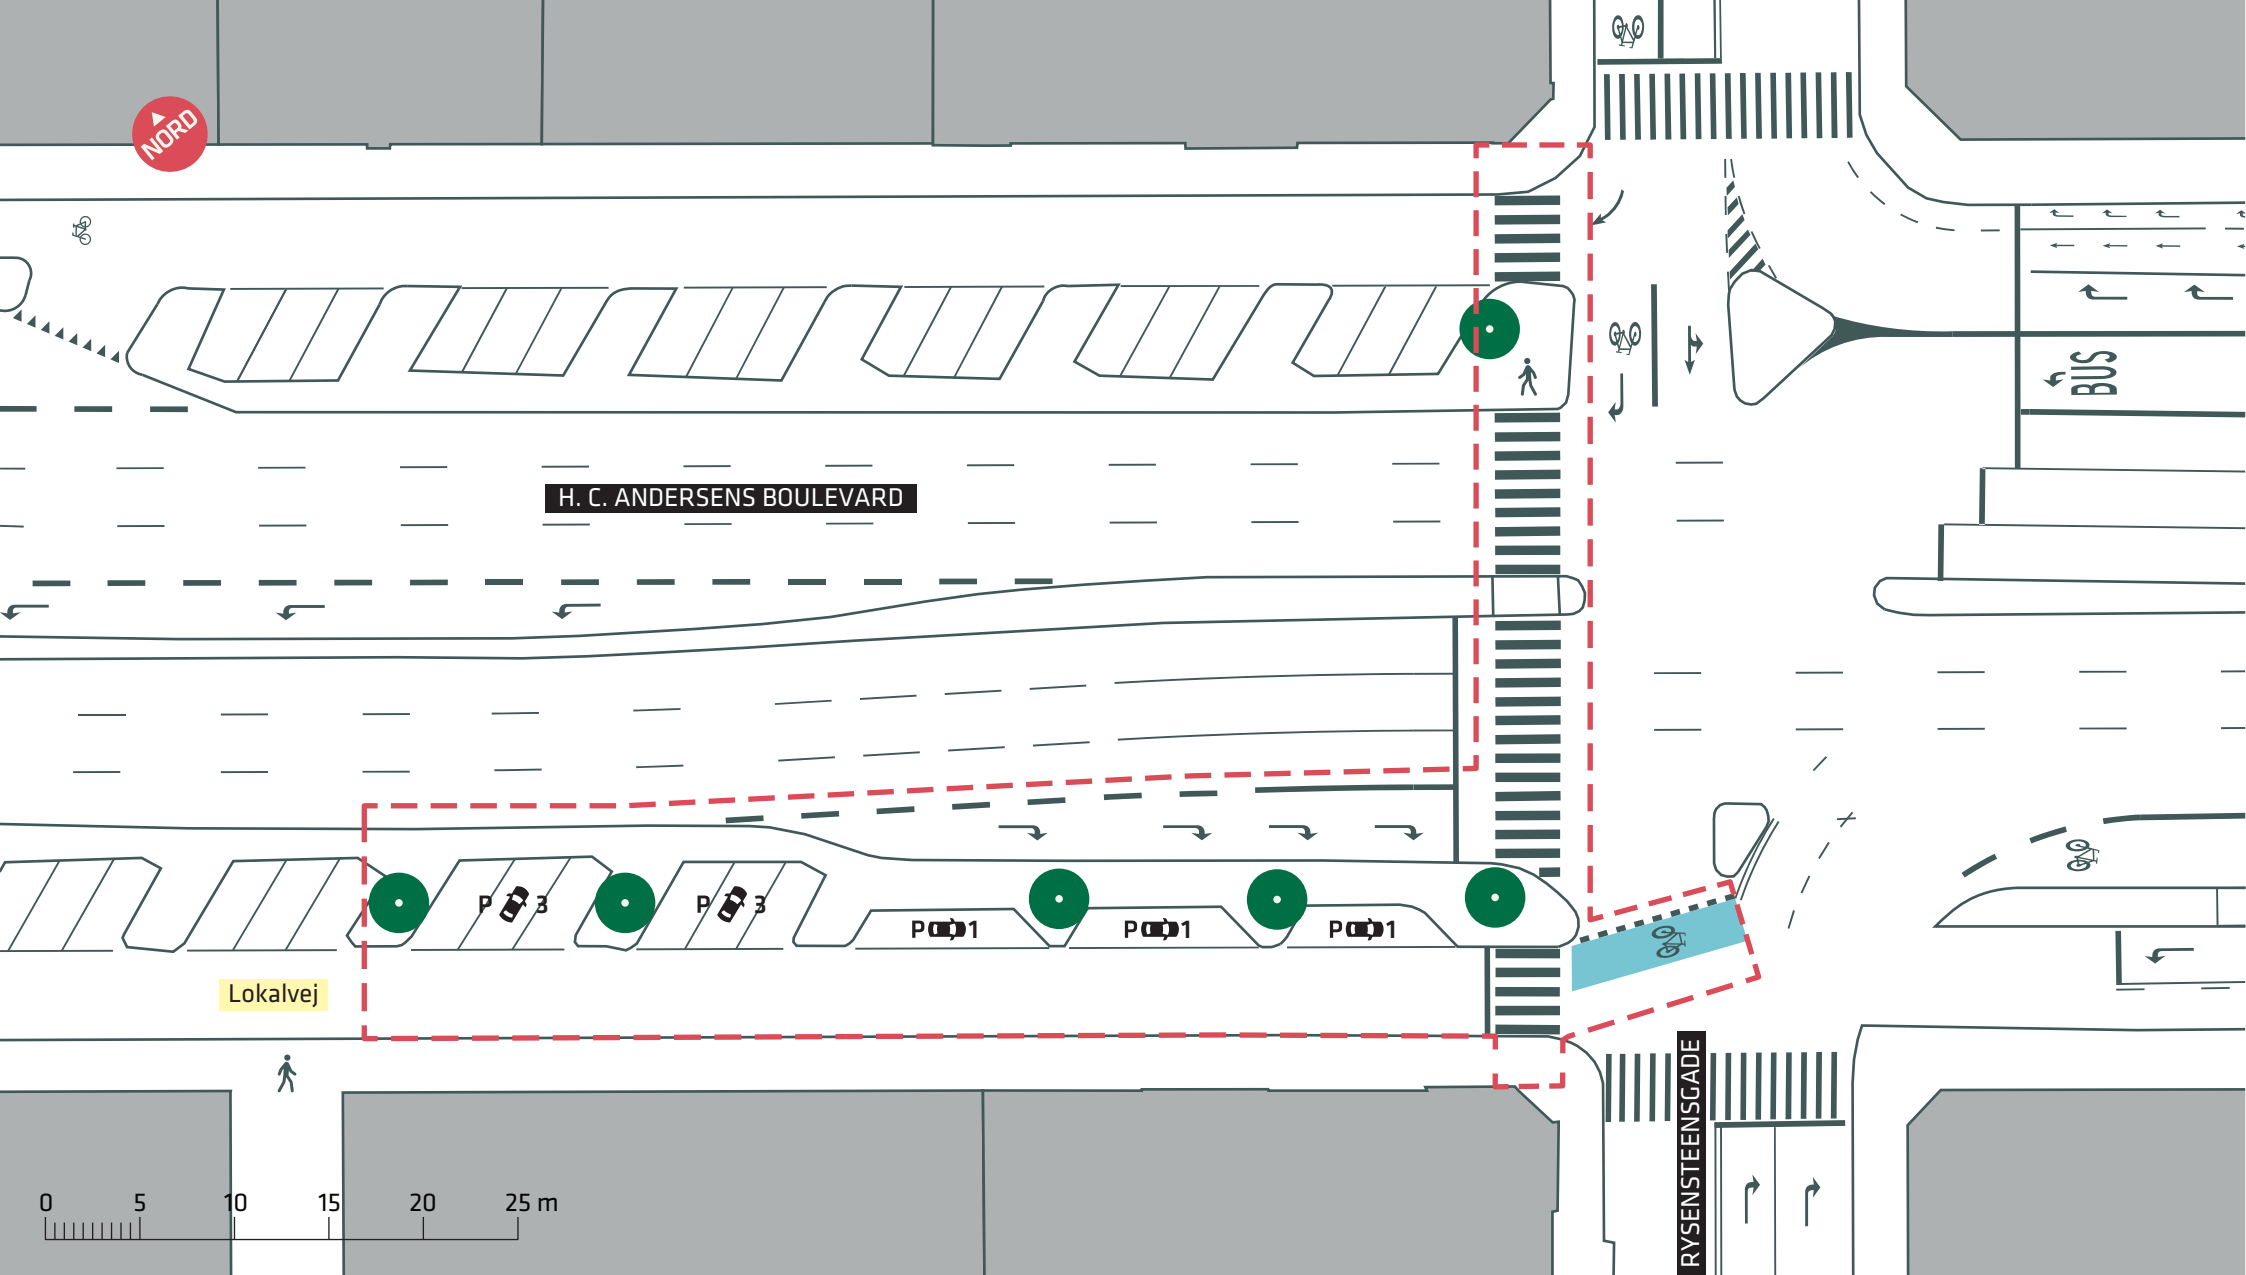 NORD
BUS
H. C. ANDERSENS BOULEVARD
P 3
P 3
P 1
P 1
P 1
Lokalvej
RYSENSTEENSGADE
0 5 10 15 20 25 m